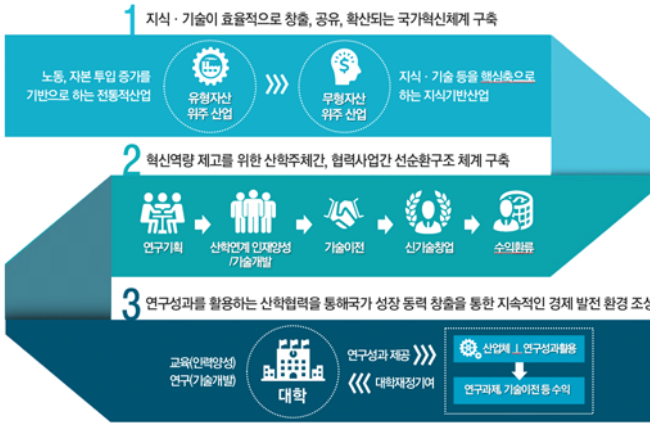 1 지식 · 기술이 효율적으로 창출, 공유, 확산되는 국가혁신체계 구축
노동, 자본 투입 증가를
기반으로 하는 전통적산업
유형자산
위주 산업
무형자산
위주 산업
지식 · 기술 등을 핵심축으로
하는 지식기반산업
2 혁신역량 제고를 위한 산학주체간, 협력사업간 선순환구조 체계 구축
연구기획
산학연계 인재양성
/기술개발
기술이전
신기술창업
수익환류
3 연구성과를 활용하는 산학협력을 통해국가 성장 동력 창출을 통한 지속적인 경제 발전 환경 조성
교육(인력양성)
연구(기술개발)
대학
연구성과 제공
대학재정기여
산업체 ⊥ 연구성과활용
연구과제, 기술이전 등 수익